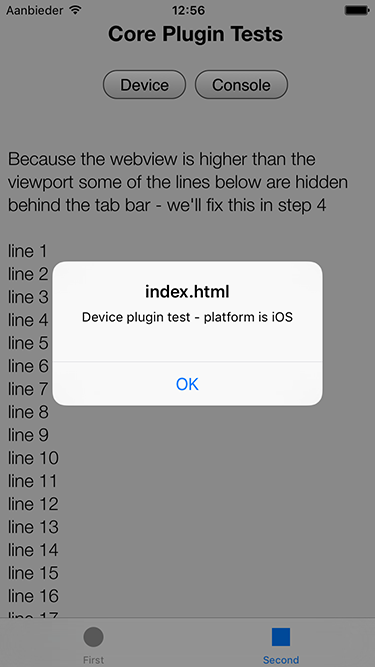 Aanbieder 12:56
Core Plugin Tests
Device Console
Because the webview is higher than the
viewport some of the lines below are hidden
behind the tab bar - we'll fix this in step 4
line 1
line 2
line 3
line 4
line 5
line 6
line 7
line 8
line 9
line 10
line 11
line 12
line 13
line 14
line 15
line 16
line 17
index.html
Device plugin test - platform is iOS
OK
First Second